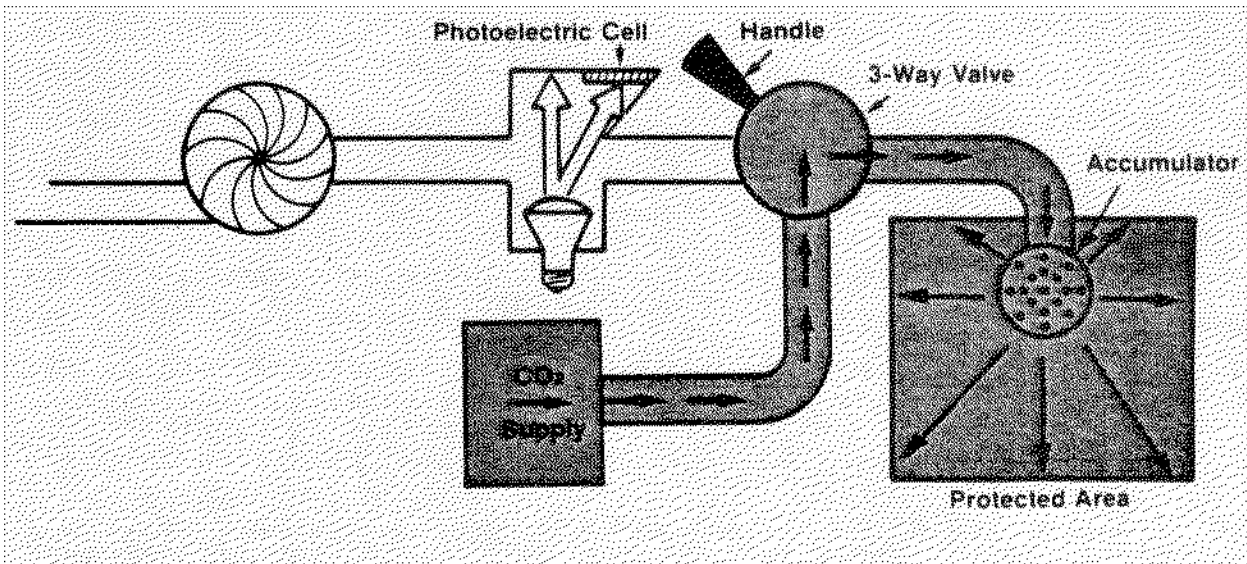 Photoelectric Cell
Handle
3-Way Valve
Accumulator
CO₂
Supply
Protected Area